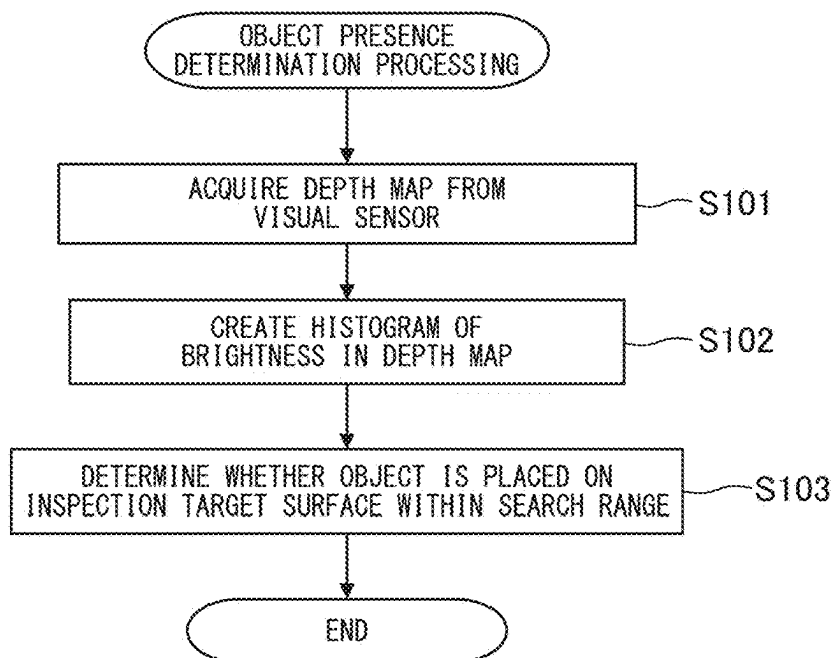 OBJECT PRESENCE
DETERMINATION PROCESSING
ACQUIRE DEPTH MAP FROM
VISUAL SENSOR
S101
CREATE HISTOGRAM OF
BRIGHTNESS IN DEPTH MAP
S102
DETERMINE WHETHER OBJECT IS PLACED ON
INSPECTION TARGET SURFACE WITHIN SEARCH RANGE
S103
END